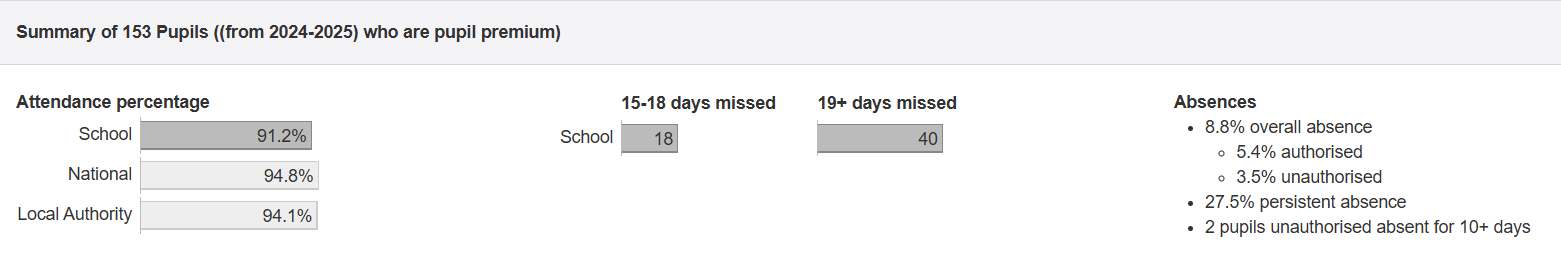 Summary of 153 Pupils ((from 2024-2025) who are pupil premium)
Attendance percentage
School 91.2%
National 94.8%
Local Authority 94.1%
15-18 days missed 19+ days missed
School 18 40
Absences
8.8% overall absence
5.4% authorised
3.5% unauthorised
27.5% persistent absence
2 pupils unauthorised absent for 10+ days